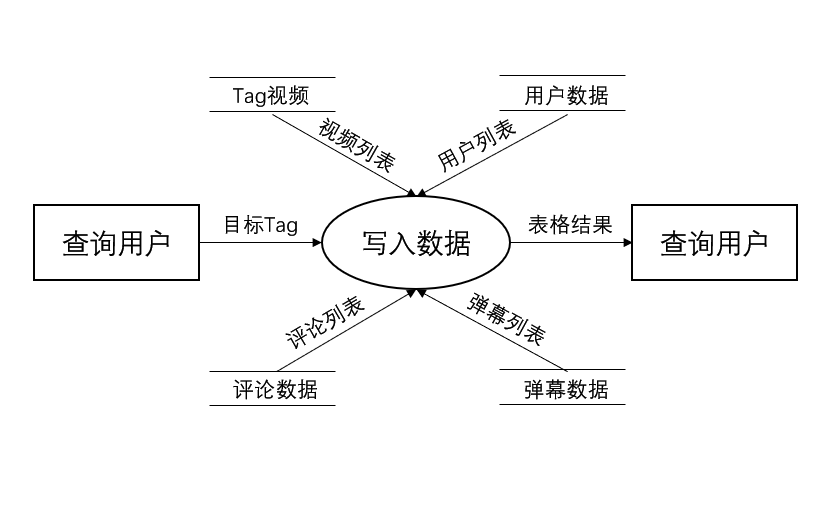 Tag视频
用户数据
视频列表
用户列表
查询用户
目标Tag
写入数据
表格结果
查询用户
评论列表
弹幕列表
评论数据
弹幕数据